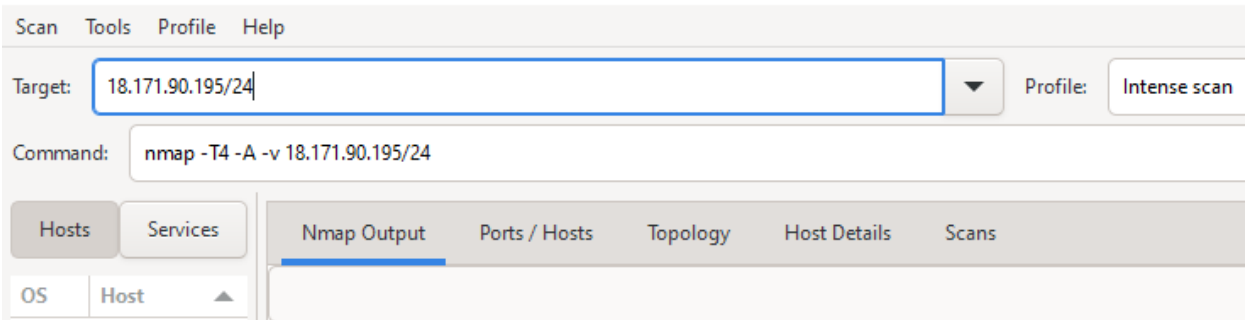 Scan Tools Profile Help
Target: 18.171.90.195/24 Profile: Intense scan
Command: nmap -T4 -A -v 18.171.90.195/24
Hosts Services Nmap Output Ports / Hosts Topology Host Details Scans
OS Host